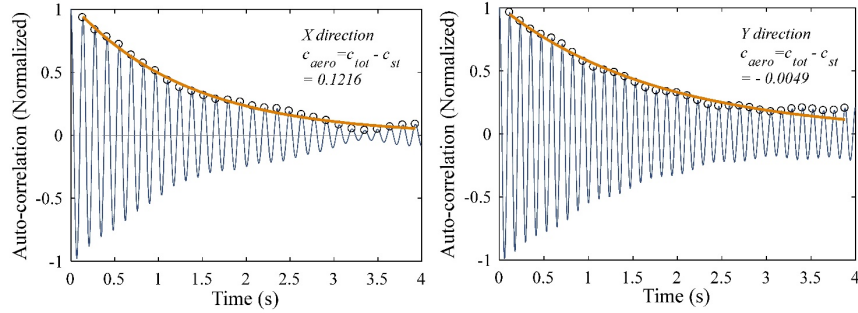 X direction
c_aero=c_tot - c_st
= 0.1216
Auto-correlation (Normalized)
1
0.5
0
-0.5
-1
0 0.5 1 1.5 2 2.5 3 3.5 4
Time (s)
Y direction
c_aero=c_tot - c_st
= - 0.0049
Auto-correlation (Normalized)
1
0.5
0
-0.5
-1
0 0.5 1 1.5 2 2.5 3 3.5 4
Time (s)